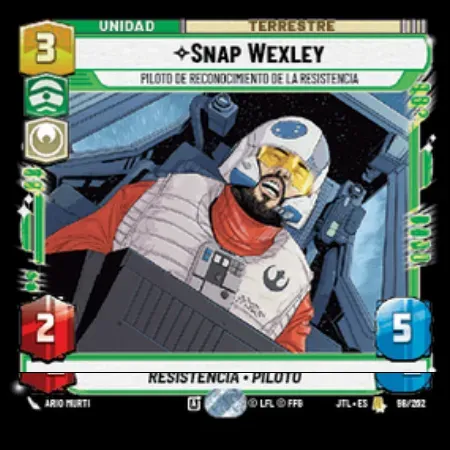 UNIDAD
TERRESTRE
3
SNAP WEXLEY
PILOTO DE RECONOCIMIENTO DE LA RESISTENCIA
2
5
RESISTENCIA • PILOTO
ARIO MURTI
© LFL © FFG
JTL • ES
96/262